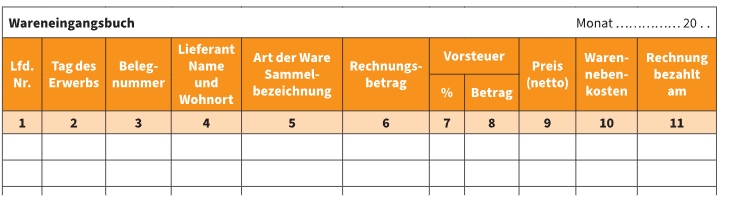 Wareneingangsbuch Monat ............... 20 . .
Lfd.
Nr.
Tag des
Erwerbs
Beleg-
nummer
Lieferant
Name
und
Wohnort
Art der Ware
Sammel-
bezeichnung
Rechnungs-
betrag
Vorsteuer
%
Betrag
Preis
(netto)
Waren-
neben-
kosten
Rechnung
bezahlt
am
1 2 3 4 5 6 7 8 9 10 11